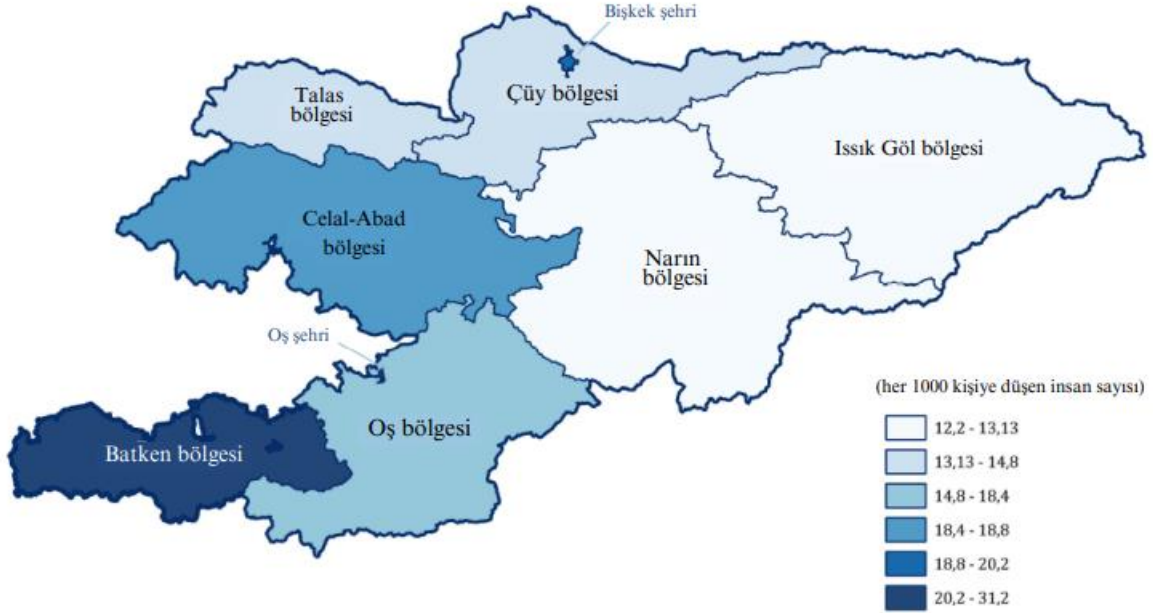 Bişkek şehri
Talas
bölgesi
Çüy bölgesi
Issık Göl bölgesi
Celal-Abad
bölgesi
Narın
bölgesi
Oş şehri
Oş bölgesi
Batken bölgesi
(her 1000 kişiye düşen insan sayısı)
12,2 - 13,13
13,13 - 14,8
14,8 - 18,4
18,4 - 18,8
18,8 - 20,2
20,2 - 31,2